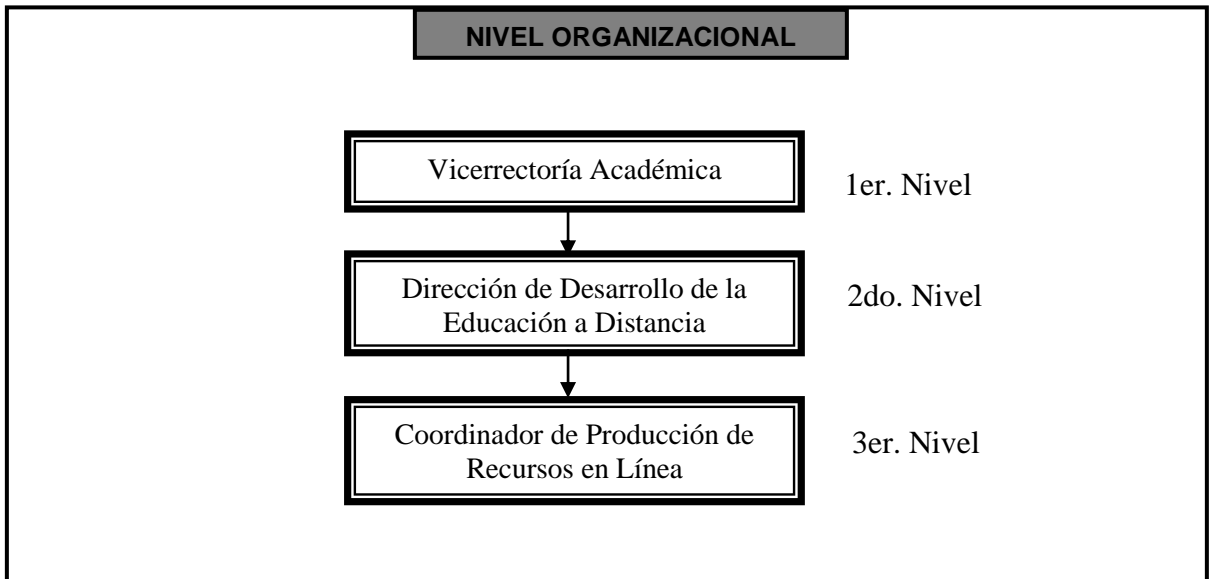 NIVEL ORGANIZACIONAL
Vicerrectoría Académica
1er. Nivel
Dirección de Desarrollo de la
Educación a Distancia
2do. Nivel
Coordinador de Producción de
Recursos en Línea
3er. Nivel